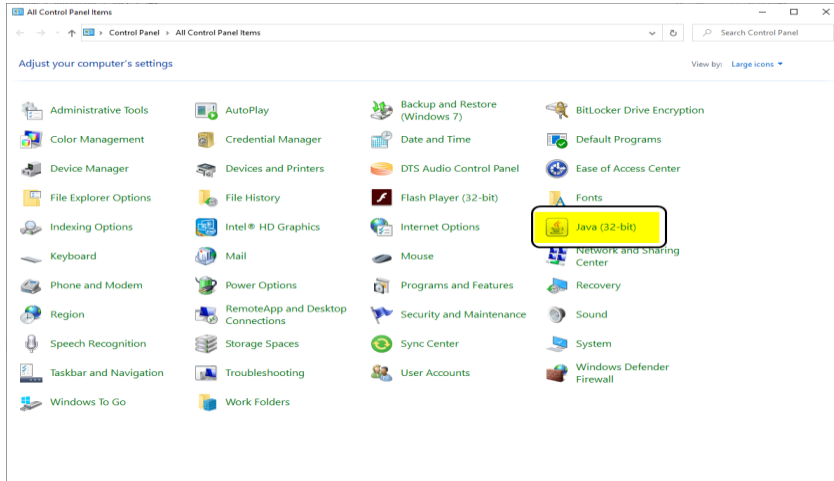 All Control Panel Items
Control Panel > All Control Panel Items
Search Control Panel
Adjust your computer's settings
View by: Large icons
Administrative Tools
AutoPlay
Backup and Restore
(Windows 7)
BitLocker Drive Encryption
Color Management
Credential Manager
Date and Time
Default Programs
Device Manager
Devices and Printers
DTS Audio Control Panel
Ease of Access Center
File Explorer Options
File History
Flash Player (32-bit)
Fonts
Indexing Options
Intel® HD Graphics
Internet Options
Java (32-bit)
Keyboard
Mail
Mouse
Network and Sharing
Center
Phone and Modem
Power Options
Programs and Features
Recovery
Region
RemoteApp and Desktop
Connections
Security and Maintenance
Sound
Speech Recognition
Storage Spaces
Sync Center
System
Taskbar and Navigation
Troubleshooting
User Accounts
Windows Defender
Firewall
Windows To Go
Work Folders